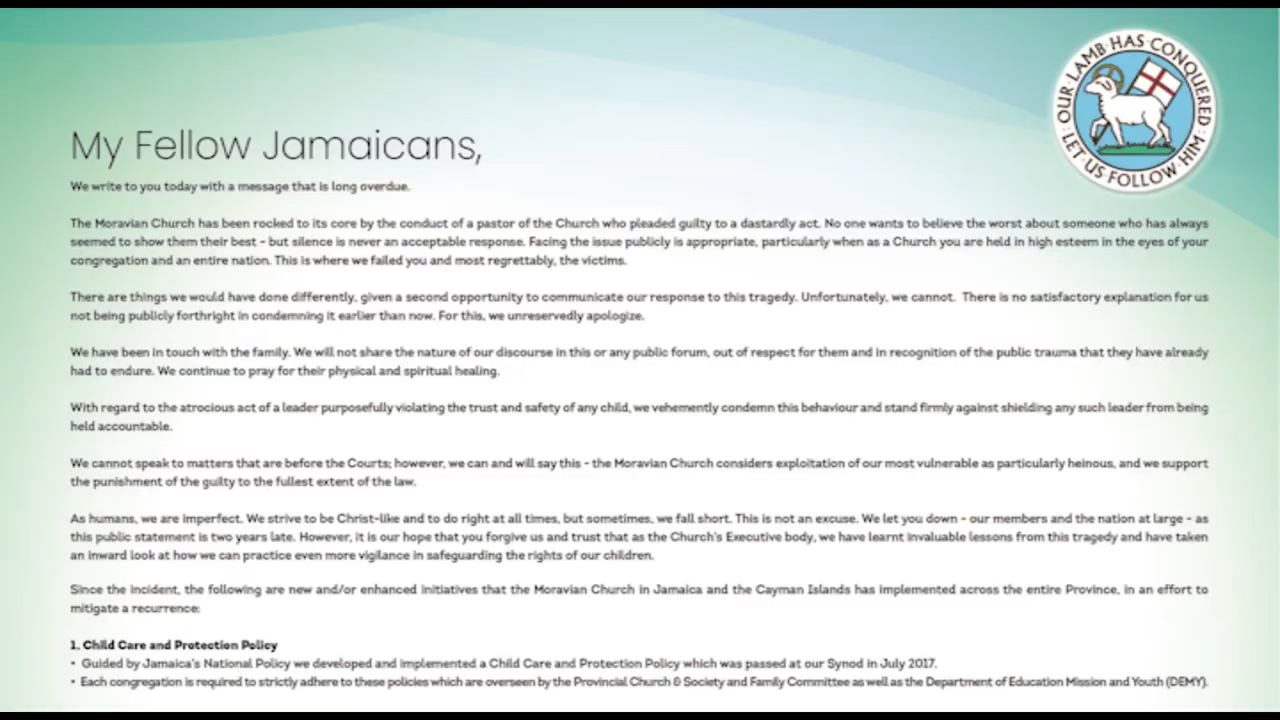 OUR LAMB HAS CONQUERED
LET US FOLLOW HIM
My Fellow Jamaicans,
We write to you today with a message that is long overdue.
The Moravian Church has been rocked to its core by the conduct of a pastor of the Church who pleaded guilty to a dastardly act. No one wants to believe the worst about someone who has always
seemed to show them their best - but silence is never an acceptable response. Facing the issue publicly is appropriate, particularly when as a Church you are held in high esteem in the eyes of your
congregation and an entire nation. This is where we failed you and most regrettably, the victims.
There are things we would have done differently, given a second opportunity to communicate our response to this tragedy. Unfortunately, we cannot. There is no satisfactory explanation for us
not being publicly forthright in condemning it earlier than now. For this, we unreservedly apologize.
We have been in touch with the family. We will not share the nature of our discourse in this or any public forum, out of respect for them and in recognition of the public trauma that they have already
had to endure. We continue to pray for their physical and spiritual healing.
With regard to the atrocious act of a leader purposefully violating the trust and safety of any child, we vehemently condemn this behaviour and stand firmly against shielding any such leader from being
held accountable.
We cannot speak to matters that are before the Courts; however, we can and will say this - the Moravian Church considers exploitation of our most vulnerable as particularly heinous, and we support
the punishment of the guilty to the fullest extent of the law.
As humans, we are imperfect. We strive to be Christ-like and to do right at all times, but sometimes, we fall short. This is not an excuse. We let you down - our members and the nation at large - as
this public statement is two years late. However, it is our hope that you forgive us and trust that as the Church's Executive body, we have learnt invaluable lessons from this tragedy and have taken
an inward look at how we can practice even more vigilance in safeguarding the rights of our children.
Since the incident, the following are new and/or enhanced initiatives that the Moravian Church in Jamaica and the Cayman Islands has implemented across the entire Province, in an effort to
mitigate a recurrence:
1. Child Care and Protection Policy
• Guided by Jamaica's National Policy we developed and implemented a Child Care and Protection Policy which was passed at our Synod in July 2017.
• Each congregation is required to strictly adhere to these policies which are overseen by the Provincial Church & Society and Family Committee as well as the Department of Education Mission and Youth (DEMY).